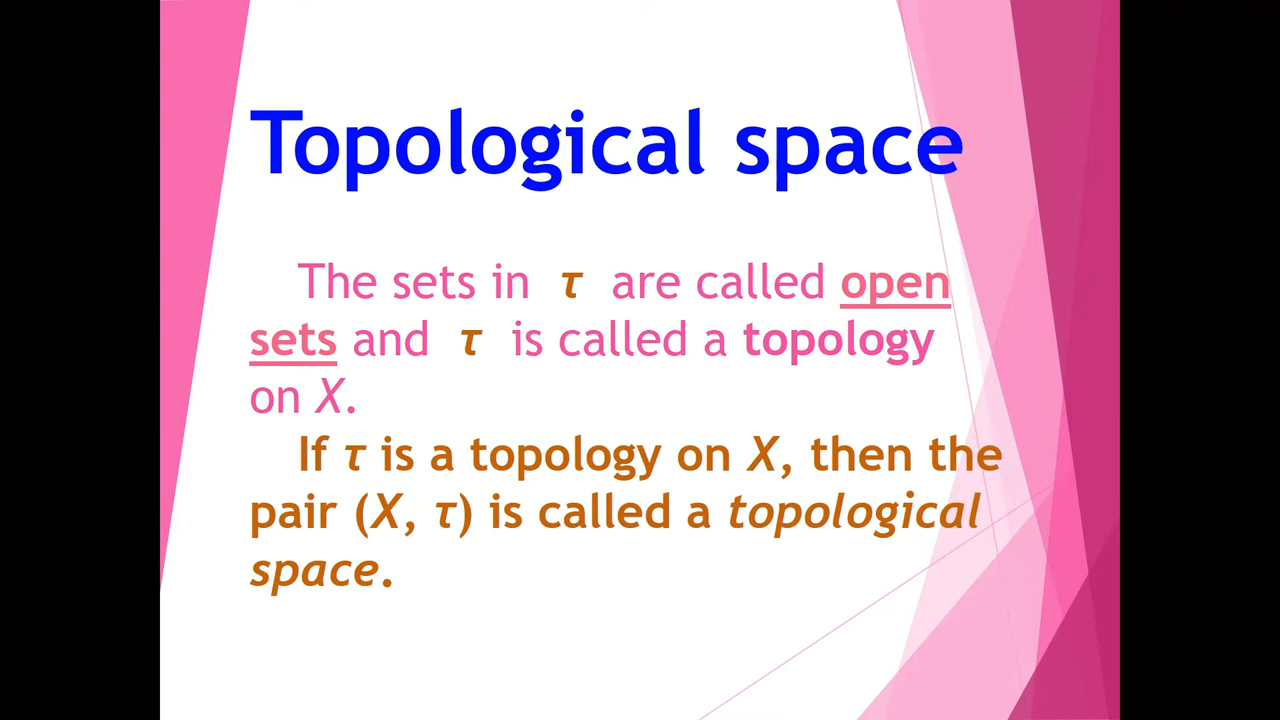 Topological space
The sets in τ are called open
sets and τ is called a topology
on X.
If τ is a topology on X, then the
pair (X, τ) is called a topological
space.